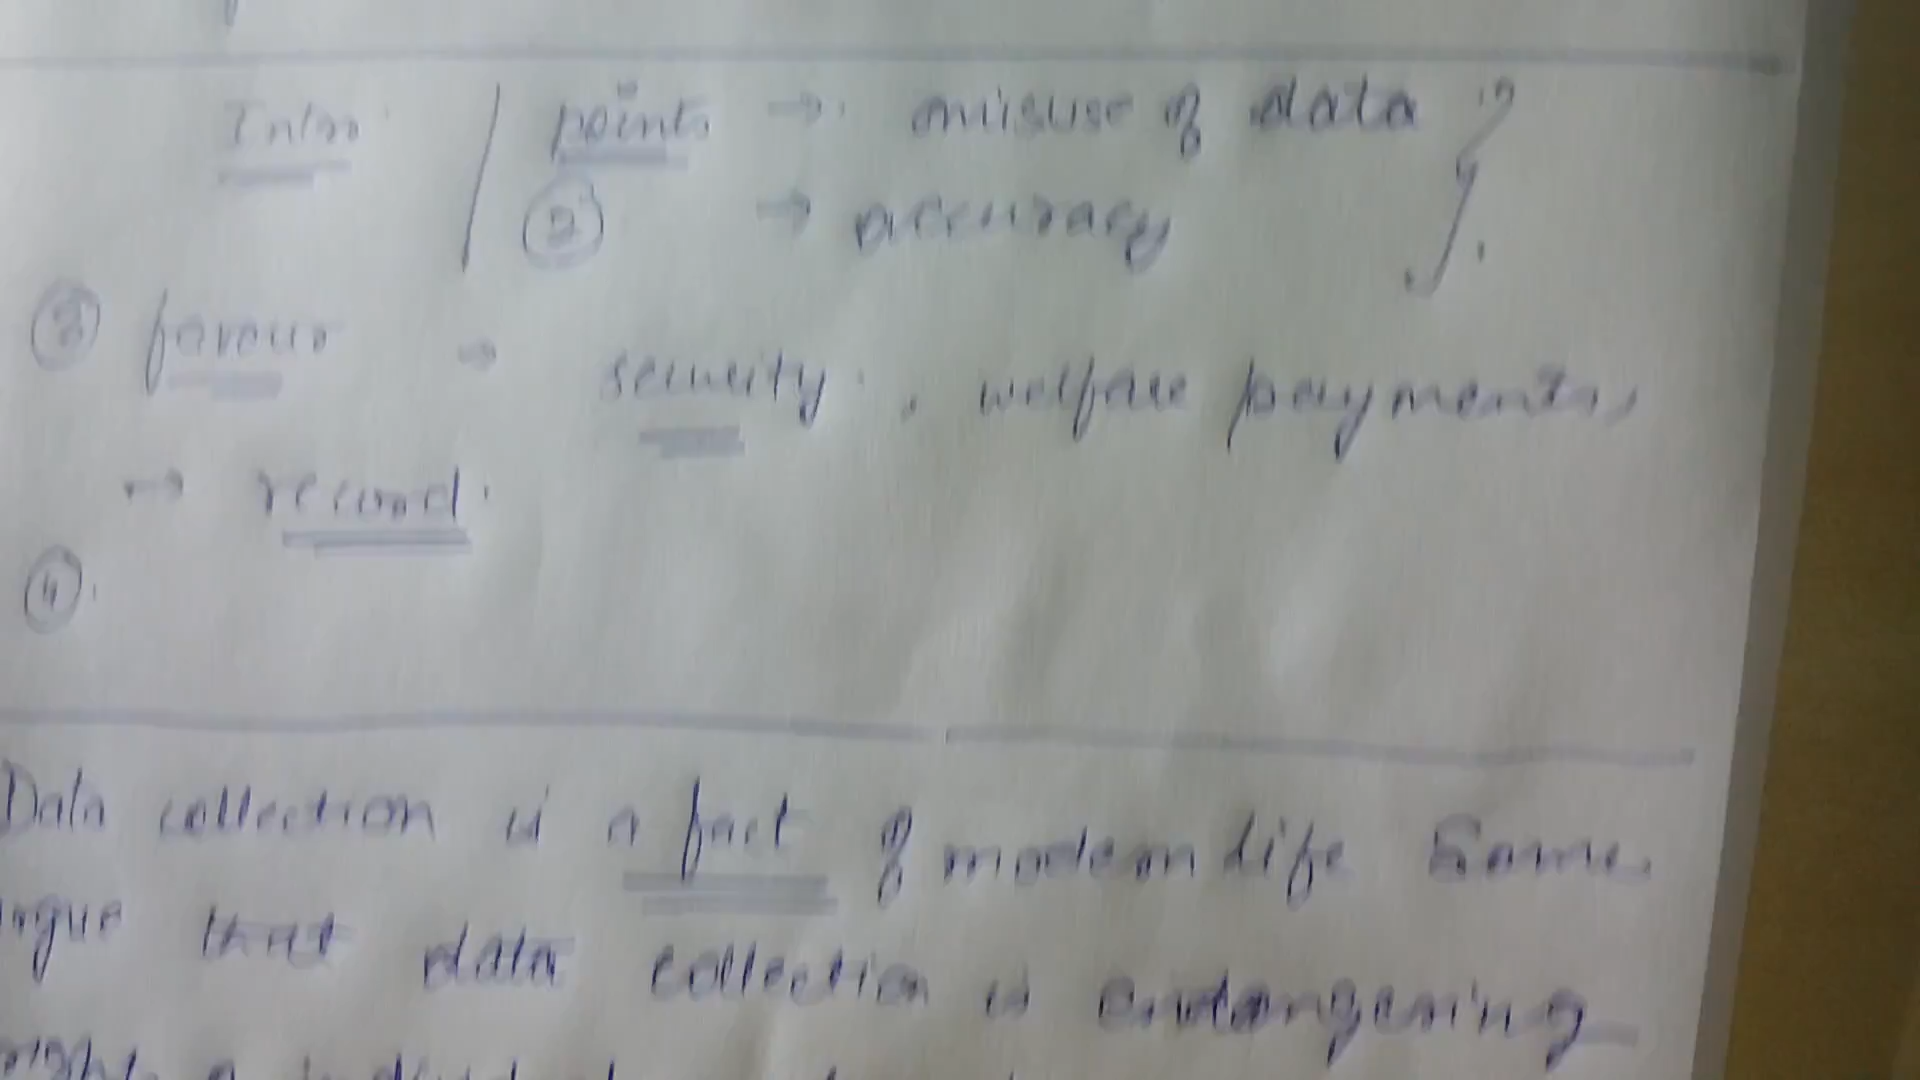 Intro / points → misuse of data }
② → accuracy
③ favour → security, welfare payments,
→ record.
④.
Data collection is a fact of modern life Some
argue that data collection is endangering